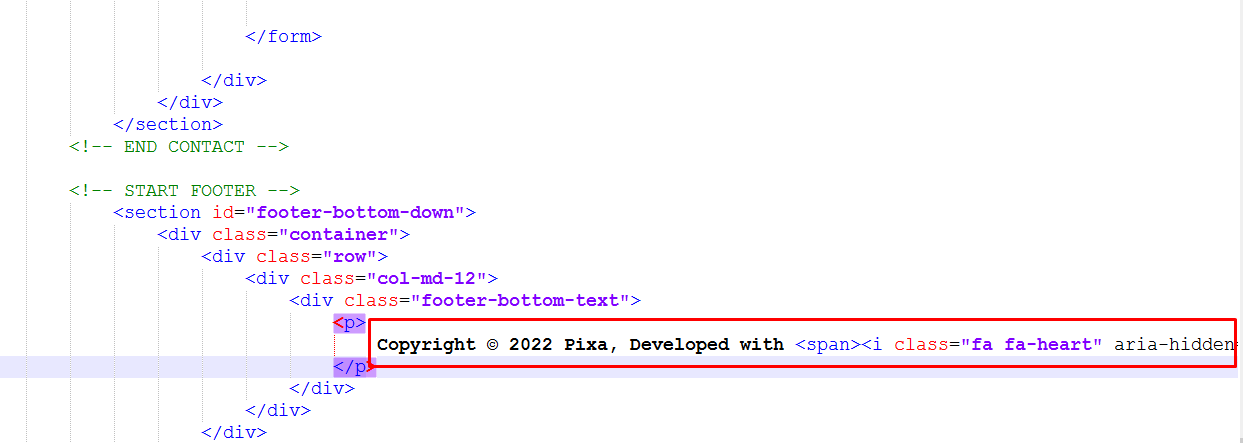 </form>
</div>
</div>
</section>
<!-- END CONTACT -->
<!-- START FOOTER -->
<section id="footer-bottom-down">
<div class="container">
<div class="row">
<div class="col-md-12">
<div class="footer-bottom-text">
<p>
Copyright © 2022 Pixa, Developed with <span><i class="fa fa-heart" aria-hidden
</p>
</div>
</div>
</div>